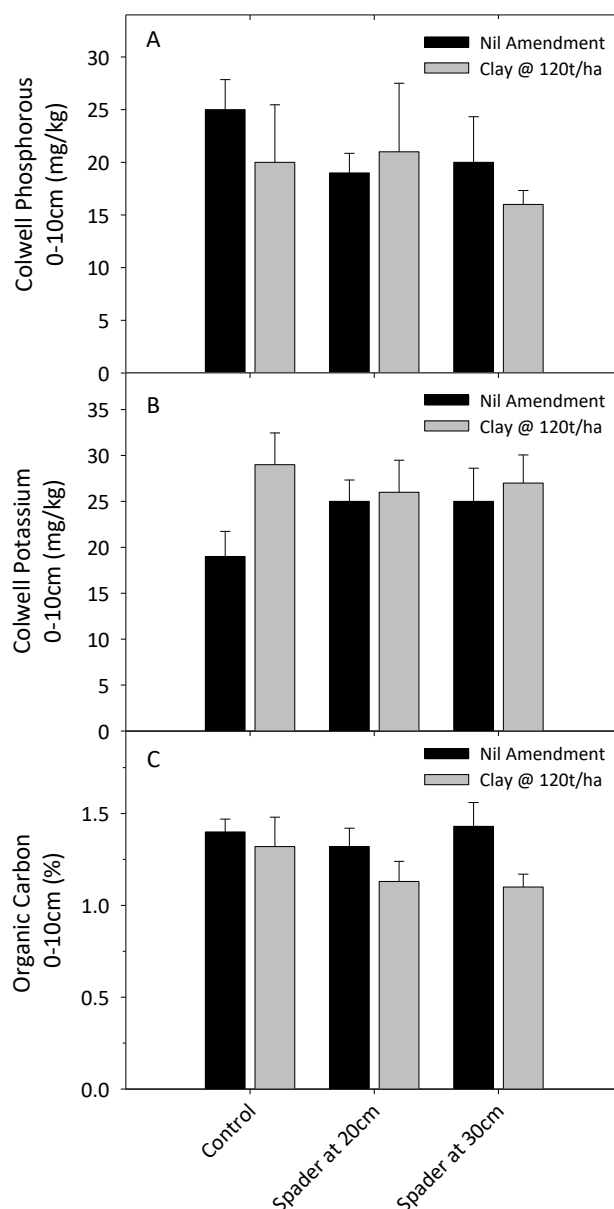 A
Nil Amendment
Clay @ 120t/ha
Colwell Phosphorous
0-10cm (mg/kg)
30
25
20
15
10
5
0
B
Nil Amendment
Clay @ 120t/ha
Colwell Potassium
0-10cm (mg/kg)
35
30
25
20
15
10
5
0
C
Nil Amendment
Clay @ 120t/ha
Organic Carbon
0-10cm (%)
1.5
1.0
0.5
0.0
Control
Spader at 20cm
Spader at 30cm